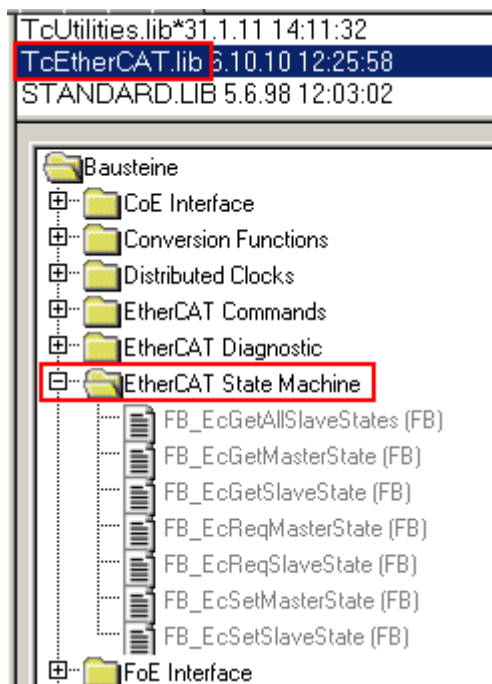 TcUtilities.lib*31.1.11 14:11:32
TcEtherCAT.lib 6.10.10 12:25:58
STANDARD.LIB 5.6.98 12:03:02
Bausteine
CoE Interface
Conversion Functions
Distributed Clocks
EtherCAT Commands
EtherCAT Diagnostic
EtherCAT State Machine
FB_EcGetAllSlaveStates (FB)
FB_EcGetMasterState (FB)
FB_EcGetSlaveState (FB)
FB_EcReqMasterState (FB)
FB_EcReqSlaveState (FB)
FB_EcSetMasterState (FB)
FB_EcSetSlaveState (FB)
FoE Interface